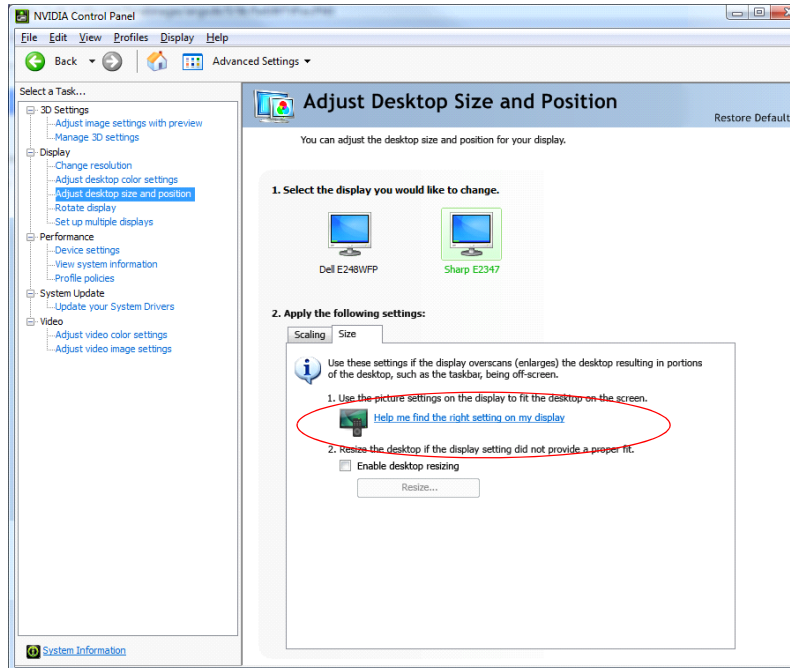 NVIDIA Control Panel
File Edit View Profiles Display Help
Back Advanced Settings
Select a Task...
3D Settings
Adjust image settings with preview
Manage 3D settings
Display
Change resolution
Adjust desktop color settings
Adjust desktop size and position
Rotate display
Set up multiple displays
Performance
Device settings
View system information
Profile policies
System Update
Update your System Drivers
Video
Adjust video color settings
Adjust video image settings
System Information
Adjust Desktop Size and Position
Restore Default
You can adjust the desktop size and position for your display.
1. Select the display you would like to change.
Dell E248WFP Sharp E2347
2. Apply the following settings:
Scaling Size
Use these settings if the display overscans (enlarges) the desktop resulting in portions
of the desktop, such as the taskbar, being off-screen.
1. Use the picture settings on the display to fit the desktop on the screen.
Help me find the right setting on my display
2. Resize the desktop if the display setting did not provide a proper fit.
Enable desktop resizing
Resize...